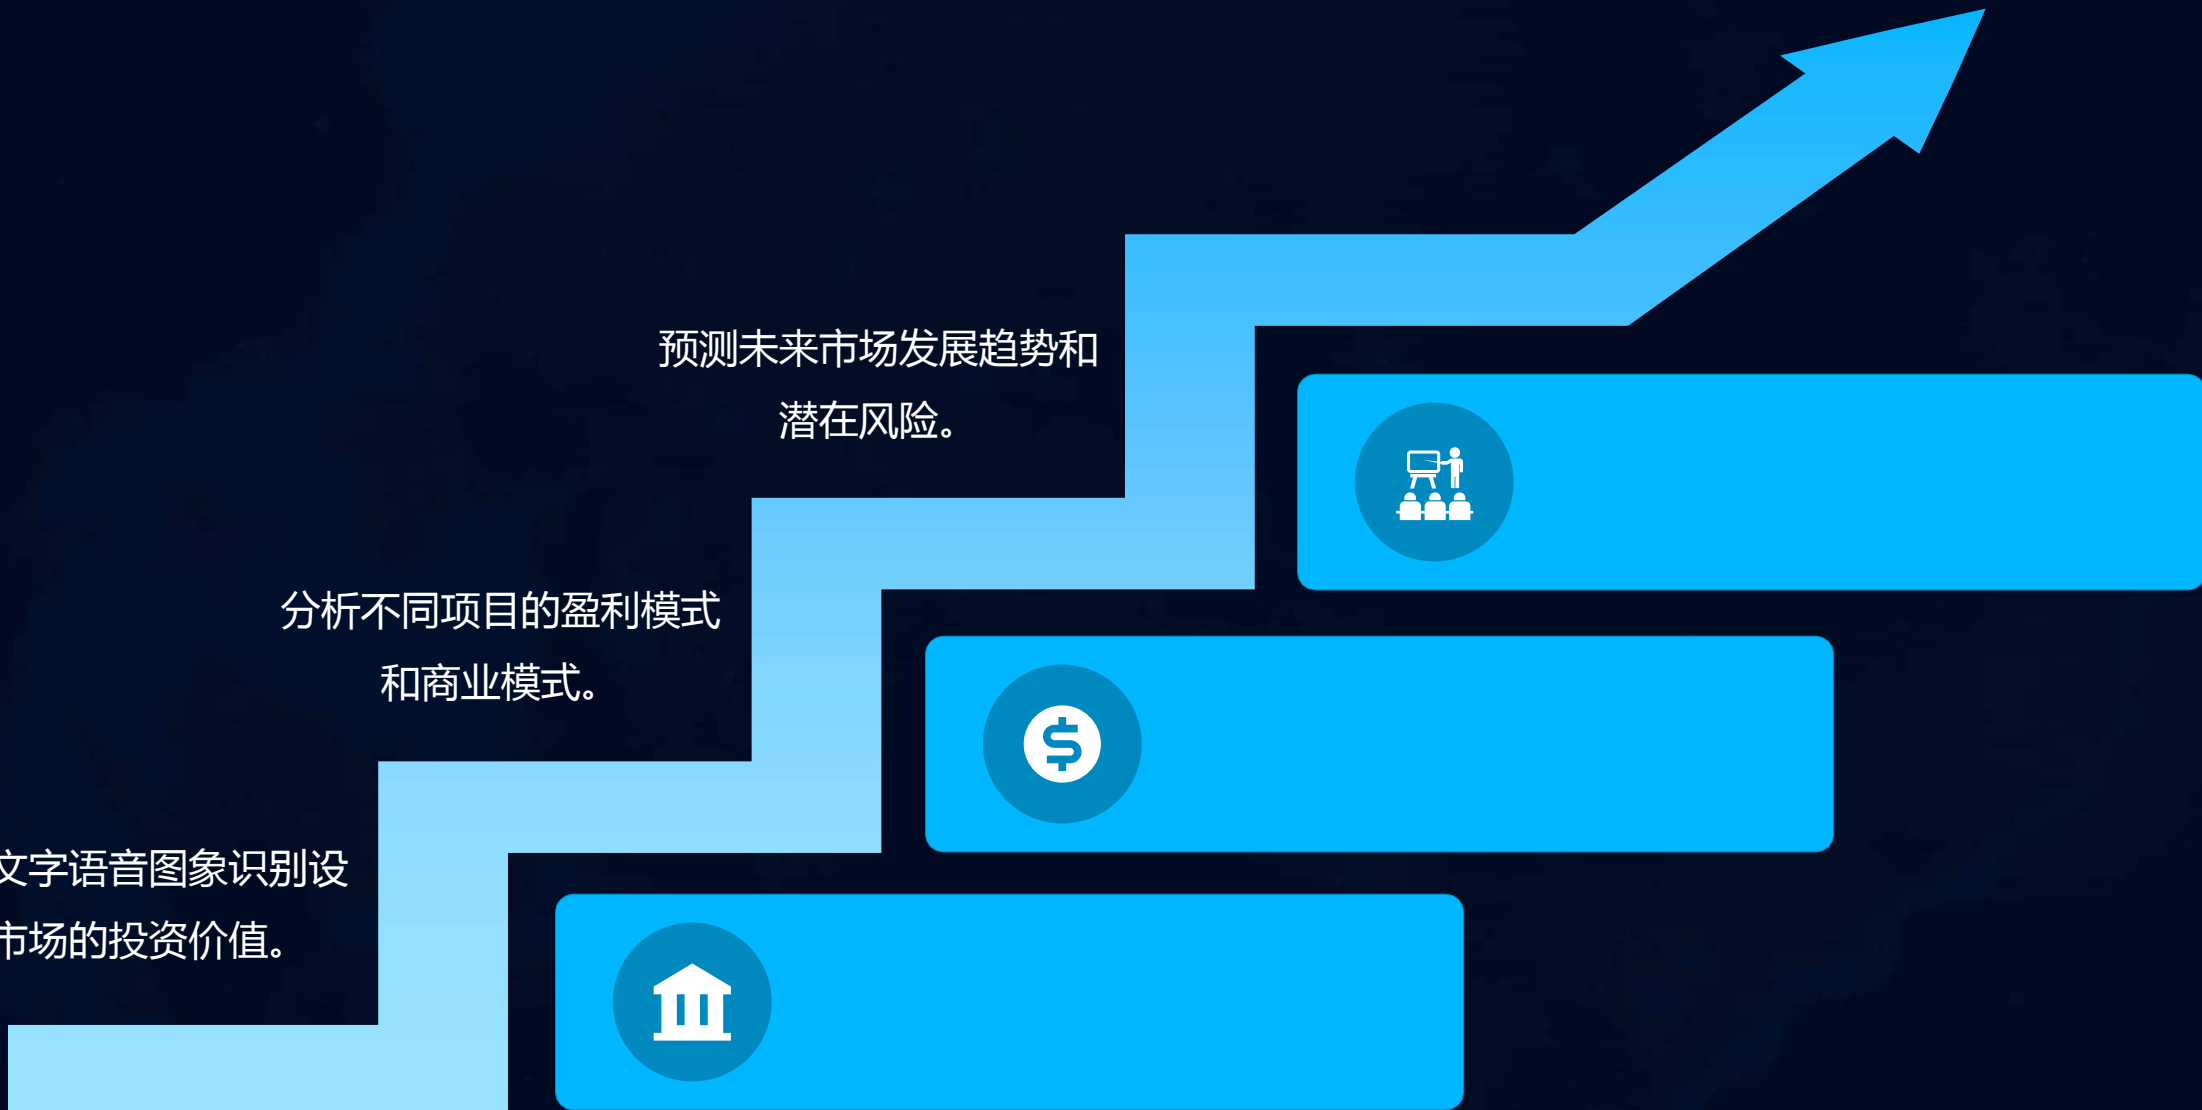 预测未来市场发展趋势和
潜在风险。
分析不同项目的盈利模式
和商业模式。
文字语音图象识别设
市场的投资价值。